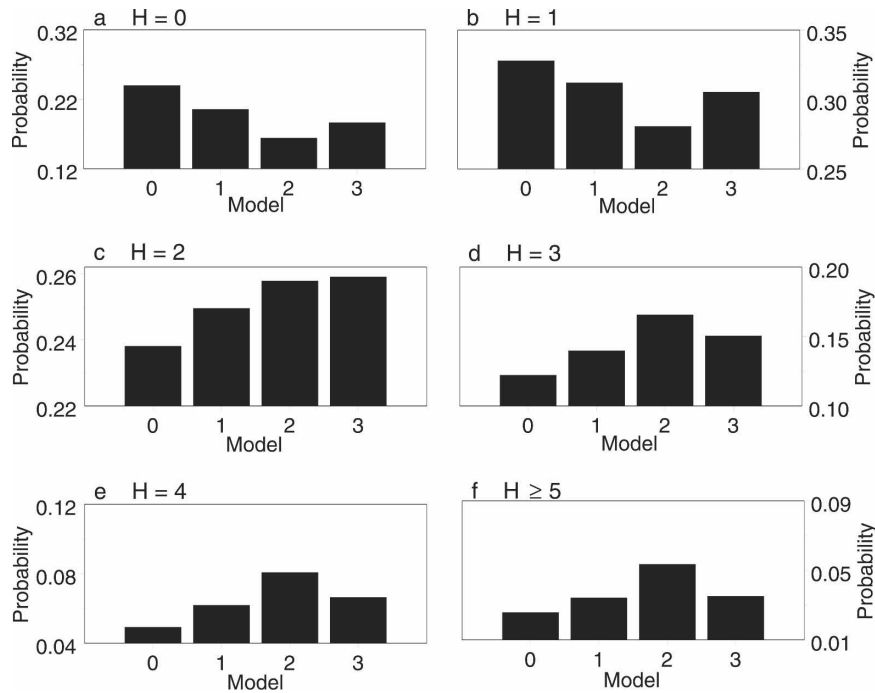 a H = 0
Probability
0.32
0.22
0.12
0 1 2 3
Model
b H = 1
Probability
0.35
0.30
0.25
0 1 2 3
Model
c H = 2
Probability
0.26
0.24
0.22
0 1 2 3
Model
d H = 3
Probability
0.20
0.15
0.10
0 1 2 3
Model
e H = 4
Probability
0.12
0.08
0.04
0 1 2 3
Model
f H ≥ 5
Probability
0.09
0.05
0.01
0 1 2 3
Model